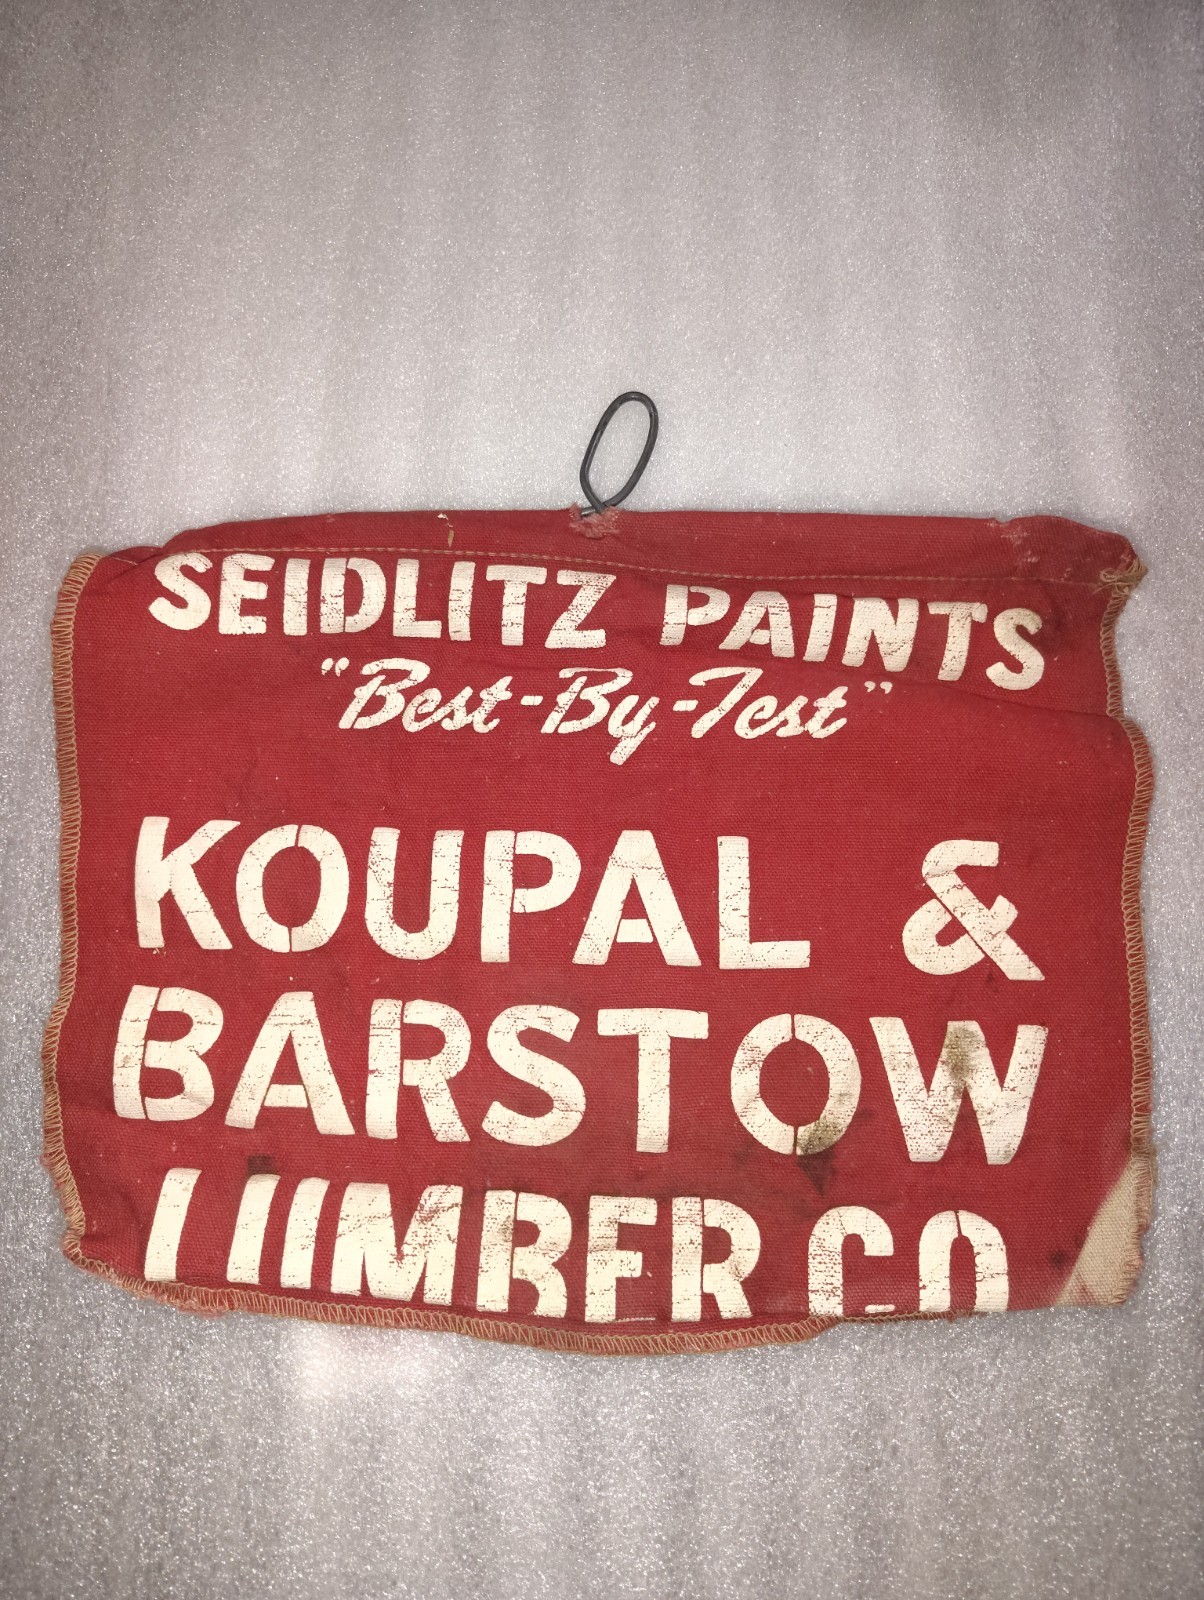 SEIDLITZ PAINTS
"Best-By-Test"
KOUPAL &
BARSTOW
LUMBER CO